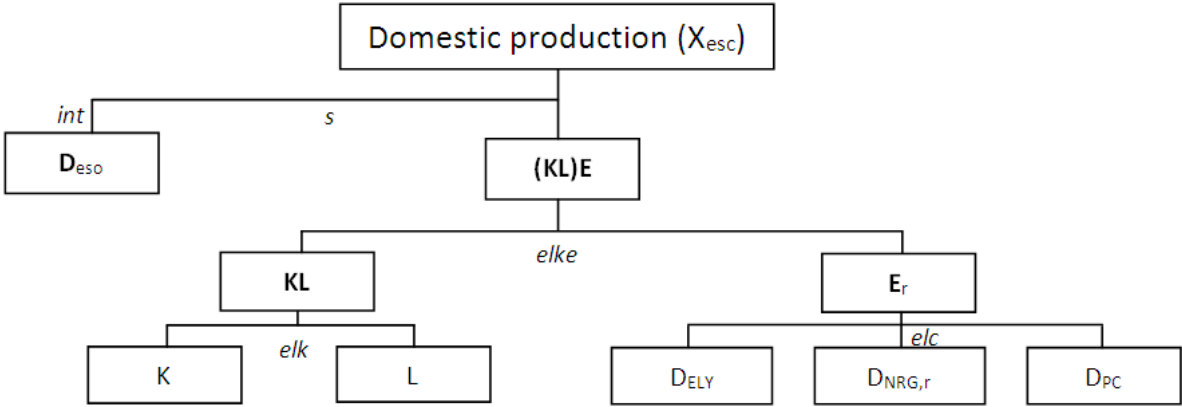 Domestic production (Xesc)
int
s
Deso
(KL)E
elke
KL
Er
elk
elc
K
L
DELY
DNRG,r
DPC